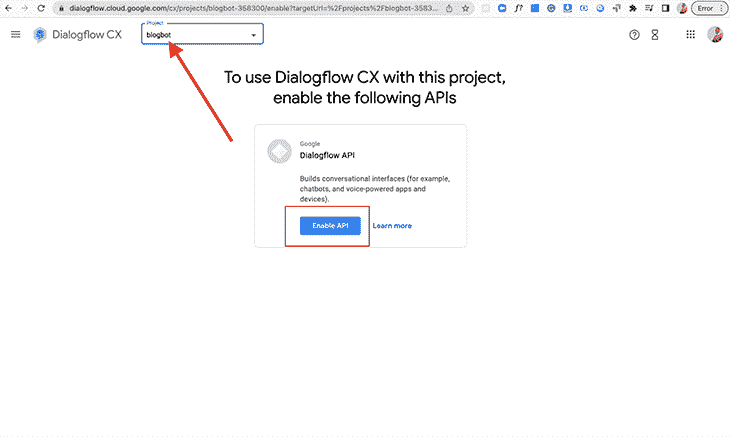 dialogflow.cloud.google.com/cx/projects/blogbot-358300/enable?targetUrl=%2Fprojects%2Fblogbot-3583...
Error
Dialogflow CX
Project
blogbot
To use Dialogflow CX with this project,
enable the following APIs
Google
Dialogflow API
Builds conversational interfaces (for example,
chatbots, and voice-powered apps and
devices).
Enable API
Learn more